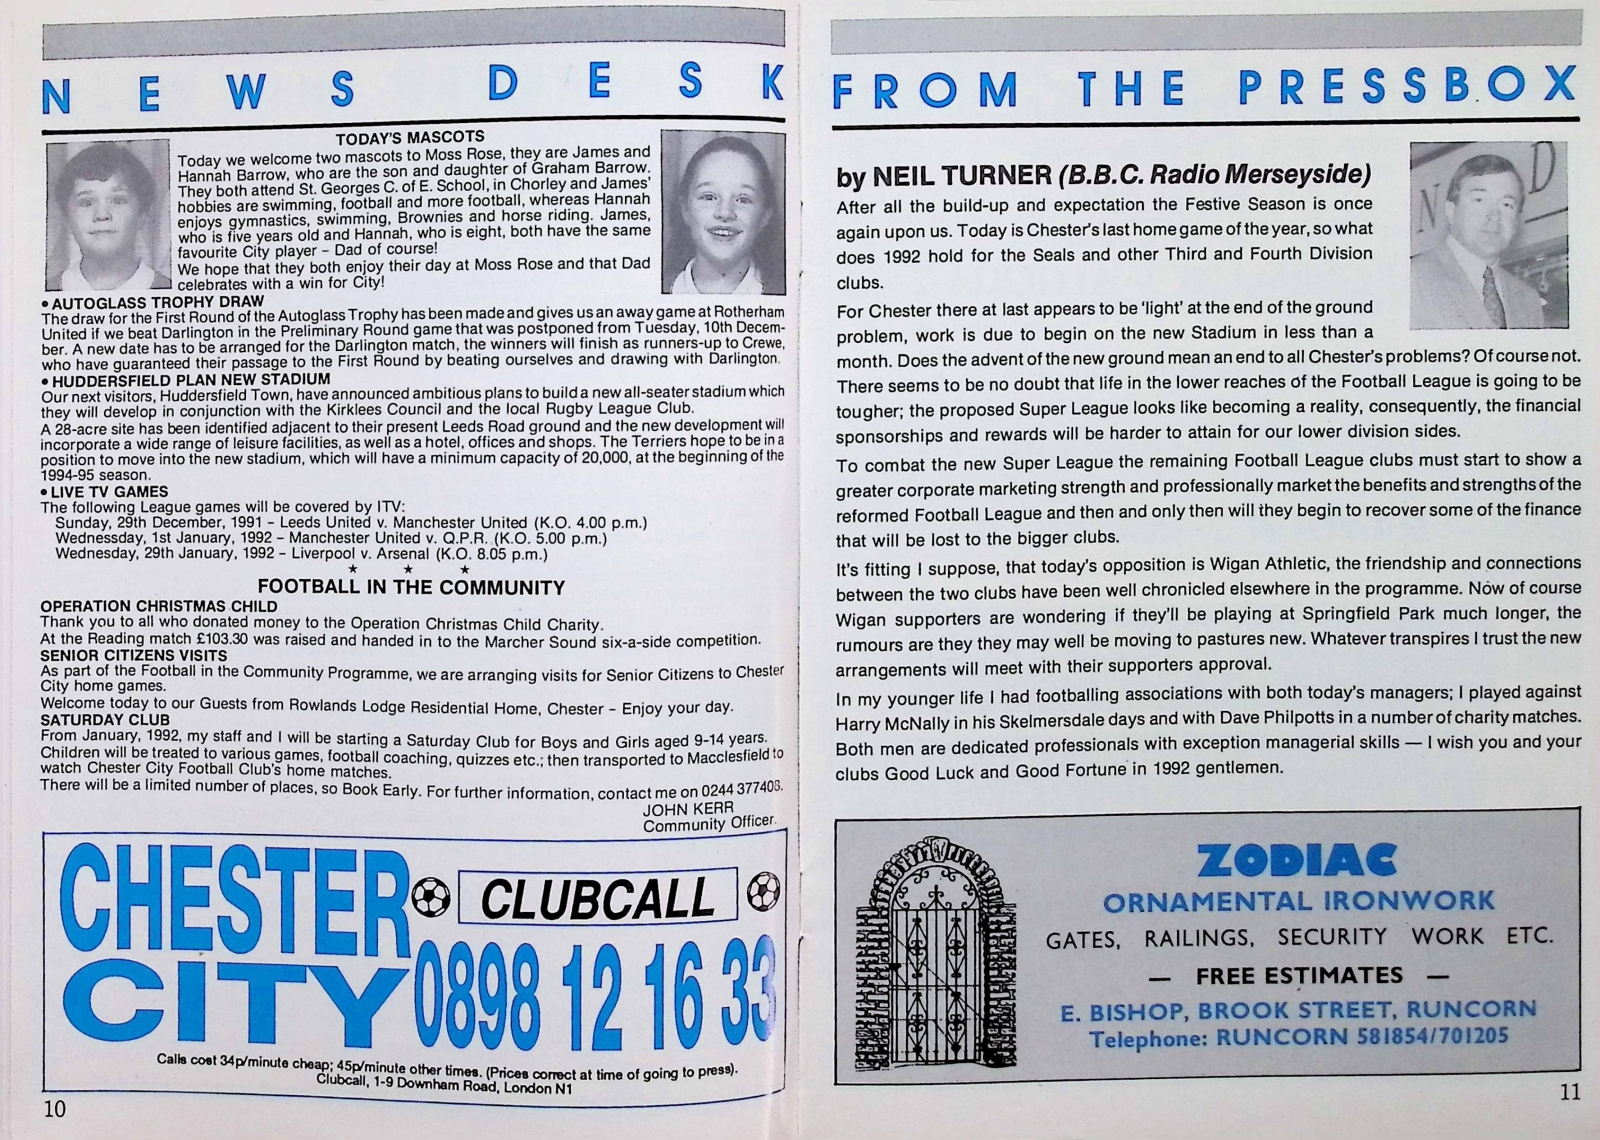 NEWS DESK
TODAY'S MASCOTS
Today we welcome two mascots to Moss Rose, they are James and
Hannah Barrow, who are the son and daughter of Graham Barrow.
They both attend St. Georges C. of E. School, in Chorley and James'
hobbies are swimming, football and more football, whereas Hannah
enjoys gymnastics, swimming, Brownies and horse riding. James,
who is five years old and Hannah, who is eight, both have the same
favourite City player – Dad of course!
We hope that they both enjoy their day at Moss Rose and that Dad
celebrates with a win for City!
• AUTOGLASS TROPHY DRAW
The draw for the First Round of the Autoglass Trophy has been made and gives us an away game at Rotherham
United if we beat Darlington in the Preliminary Round game that was postponed from Tuesday, 10th Decem-
ber. A new date has to be arranged for the Darlington match, the winners will finish as runners-up to Crewe,
who have guaranteed their passage to the First Round by beating ourselves and drawing with Darlington.
• HUDDERSFIELD PLAN NEW STADIUM
Our next visitors, Huddersfield Town, have announced ambitious plans to build a new all-seater stadium which
they will develop in conjunction with the Kirklees Council and the local Rugby League Club.
A 28-acre site has been identified adjacent to their present Leeds Road ground and the new development will
incorporate a wide range of leisure facilities, as well as a hotel, offices and shops. The Terriers hope to be in a
position to move into the new stadium, which will have a minimum capacity of 20,000, at the beginning of the
1994-95 season.
• LIVE TV GAMES
The following League games will be covered by ITV:
Sunday, 29th December, 1991 – Leeds United v. Manchester United (K.O. 4.00 p.m.)
Wednessday, 1st January, 1992 – Manchester United v. Q.P.R. (K.O. 5.00 p.m.)
Wednesday, 29th January, 1992 – Liverpool v. Arsenal (K.O. 8.05 p.m.)
★ ★ ★
FOOTBALL IN THE COMMUNITY
OPERATION CHRISTMAS CHILD
Thank you to all who donated money to the Operation Christmas Child Charity.
At the Reading match £103.30 was raised and handed in to the Marcher Sound six-a-side competition.
SENIOR CITIZENS VISITS
As part of the Football in the Community Programme, we are arranging visits for Senior Citizens to Chester
City home games.
Welcome today to our Guests from Rowlands Lodge Residential Home, Chester – Enjoy your day.
SATURDAY CLUB
From January, 1992, my staff and I will be starting a Saturday Club for Boys and Girls aged 9-14 years.
Children will be treated to various games, football coaching, quizzes etc.; then transported to Macclesfield to
watch Chester City Football Club's home matches.
There will be a limited number of places, so Book Early. For further information, contact me on 0244 377403.
JOHN KERR
Community Officer.
CHESTER
CITY
CLUBCALL
0898 12 16 33
Calls cost 34p/minute cheap; 45p/minute other times. (Prices correct at time of going to press).
Clubcall, 1-9 Downham Road, London N1
10
FROM THE PRESSBOX
by NEIL TURNER (B.B.C. Radio Merseyside)
After all the build-up and expectation the Festive Season is once
again upon us. Today is Chester's last home game of the year, so what
does 1992 hold for the Seals and other Third and Fourth Division
clubs.
For Chester there at last appears to be 'light' at the end of the ground
problem, work is due to begin on the new Stadium in less than a
month. Does the advent of the new ground mean an end to all Chester's problems? Of course not.
There seems to be no doubt that life in the lower reaches of the Football League is going to be
tougher; the proposed Super League looks like becoming a reality, consequently, the financial
sponsorships and rewards will be harder to attain for our lower division sides.
To combat the new Super League the remaining Football League clubs must start to show a
greater corporate marketing strength and professionally market the benefits and strengths of the
reformed Football League and then and only then will they begin to recover some of the finance
that will be lost to the bigger clubs.
It's fitting I suppose, that today's opposition is Wigan Athletic, the friendship and connections
between the two clubs have been well chronicled elsewhere in the programme. Now of course
Wigan supporters are wondering if they'll be playing at Springfield Park much longer, the
rumours are they they may well be moving to pastures new. Whatever transpires I trust the new
arrangements will meet with their supporters approval.
In my younger life I had footballing associations with both today's managers; I played against
Harry McNally in his Skelmersdale days and with Dave Philpotts in a number of charity matches.
Both men are dedicated professionals with exception managerial skills — I wish you and your
clubs Good Luck and Good Fortune in 1992 gentlemen.
ZODIAC
ORNAMENTAL IRONWORK
GATES, RAILINGS, SECURITY WORK ETC.
— FREE ESTIMATES —
E. BISHOP, BROOK STREET, RUNCORN
Telephone: RUNCORN 581854/701205
11